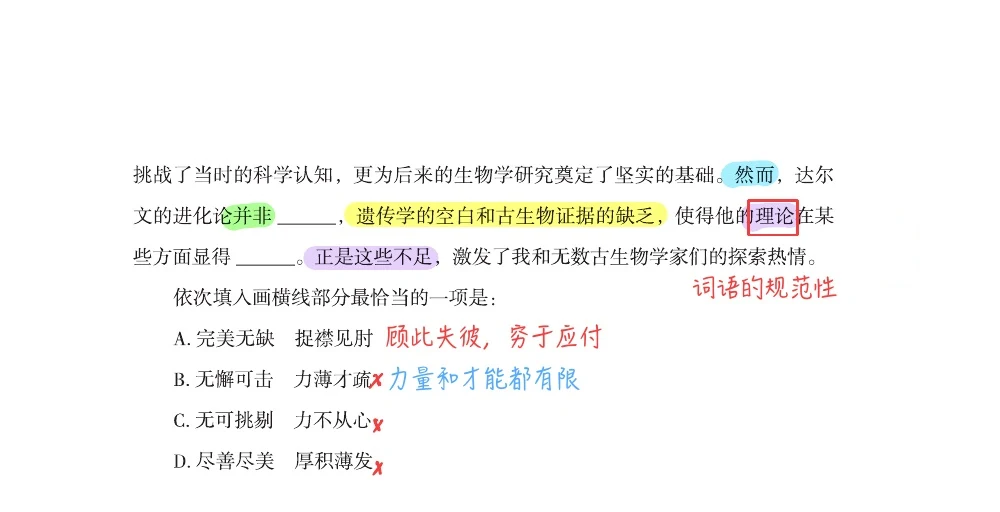 挑战了当时的科学认知，更为后来的生物学研究奠定了坚实的基础。然而，达尔
文的进化论并非______，遗传学的空白和古生物证据的缺乏，使得他的理论在某
些方面显得______。正是这些不足，激发了我和无数古生物学家们的探索热情。
词语的规范性
依次填入画横线部分最恰当的一项是：
A. 完美无缺 捉襟见肘 顾此失彼，穷于应付
B. 无懈可击 力薄才疏✗ 力量和才能都有限
C. 无可挑剔 力不从心✗
D. 尽善尽美 厚积薄发✗